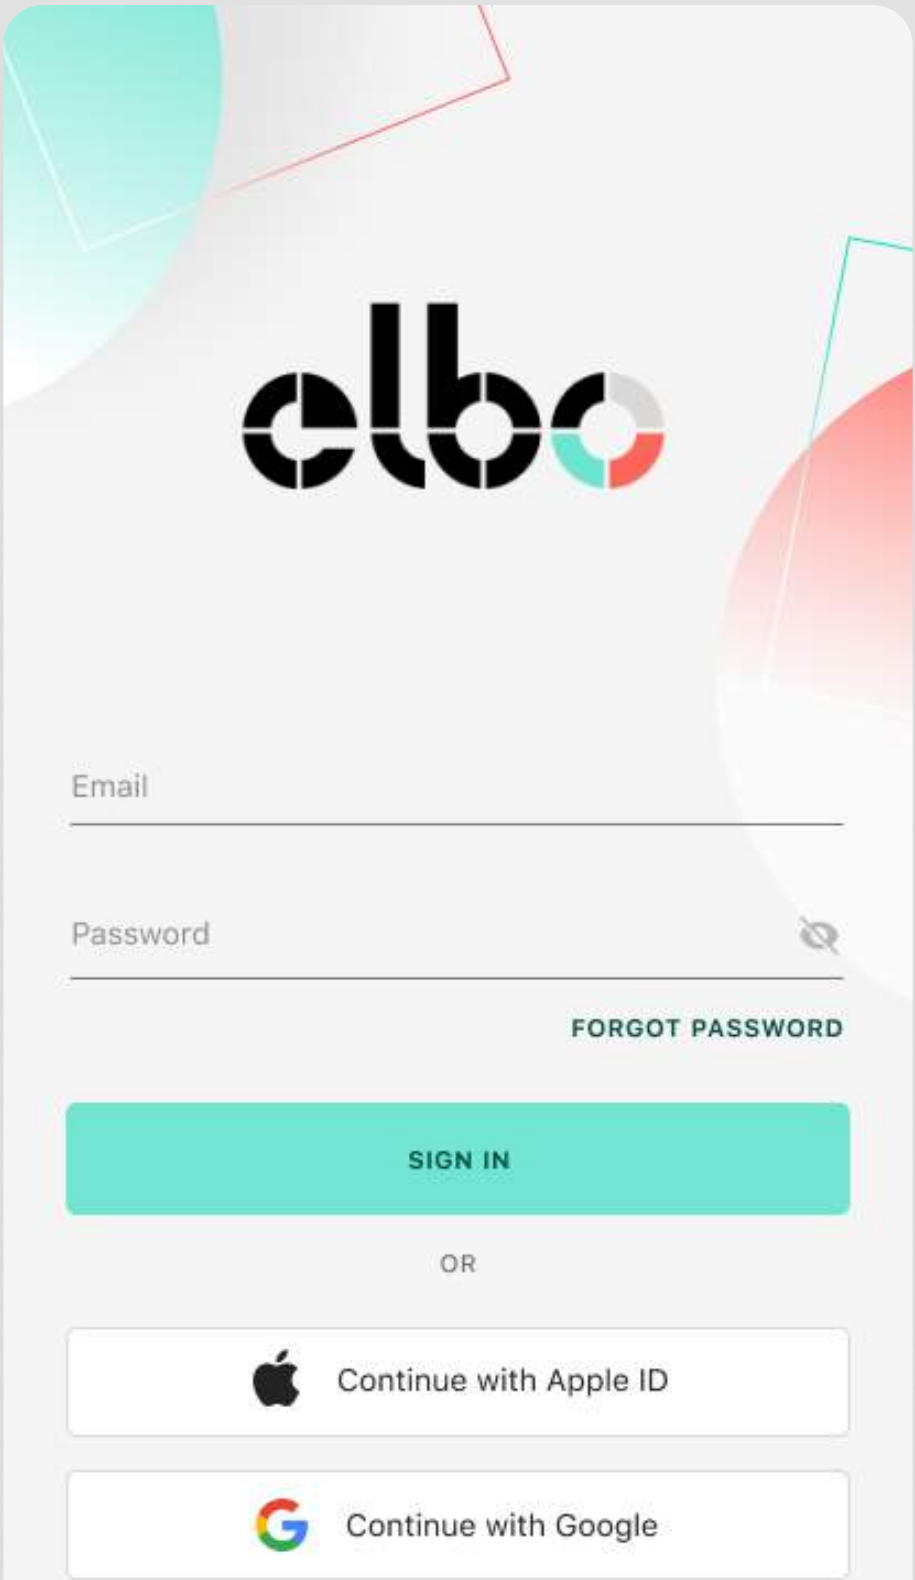 elbo
Email
Password
FORGOT PASSWORD
SIGN IN
OR
Continue with Apple ID
Continue with Google